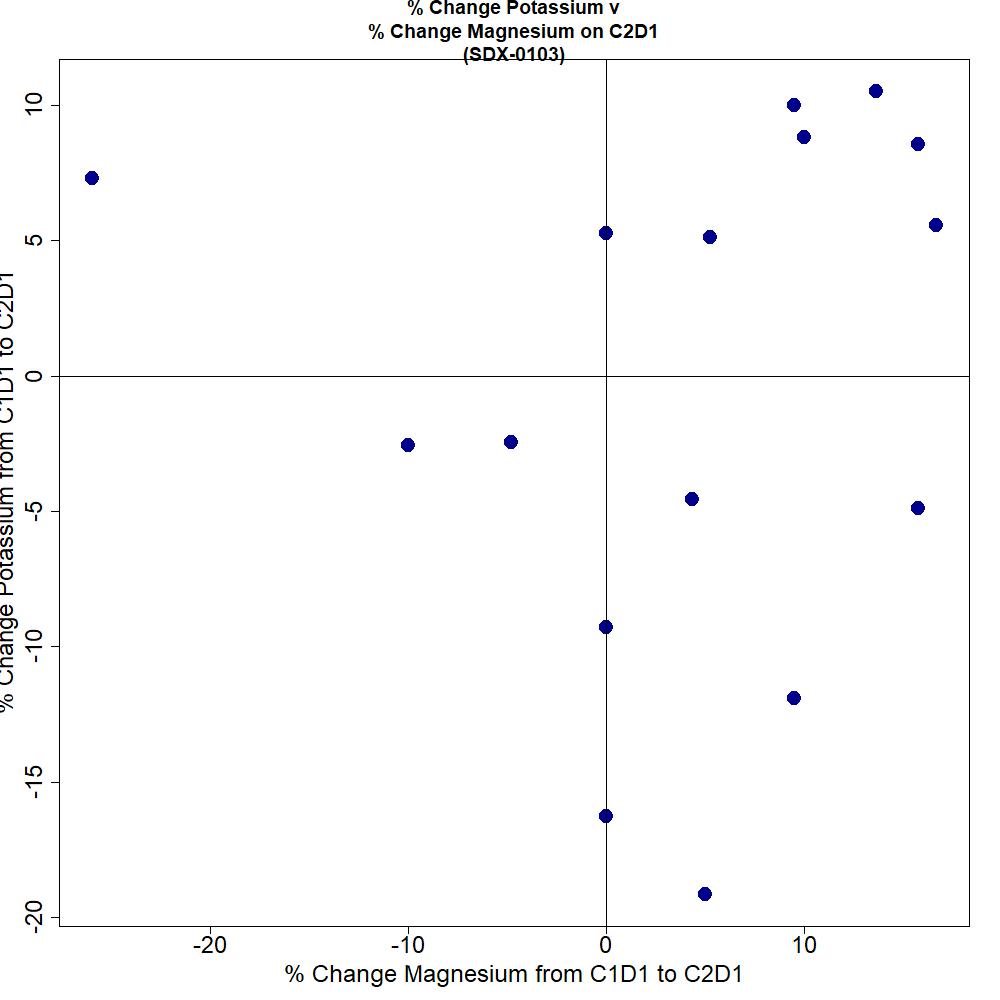 % Change Potassium v
% Change Magnesium on C2D1
(SDX-0103)
10
5
0
-5
-10
-15
-20
% Change Potassium from C1D1 to C2D1
-20 -10 0 10
% Change Magnesium from C1D1 to C2D1